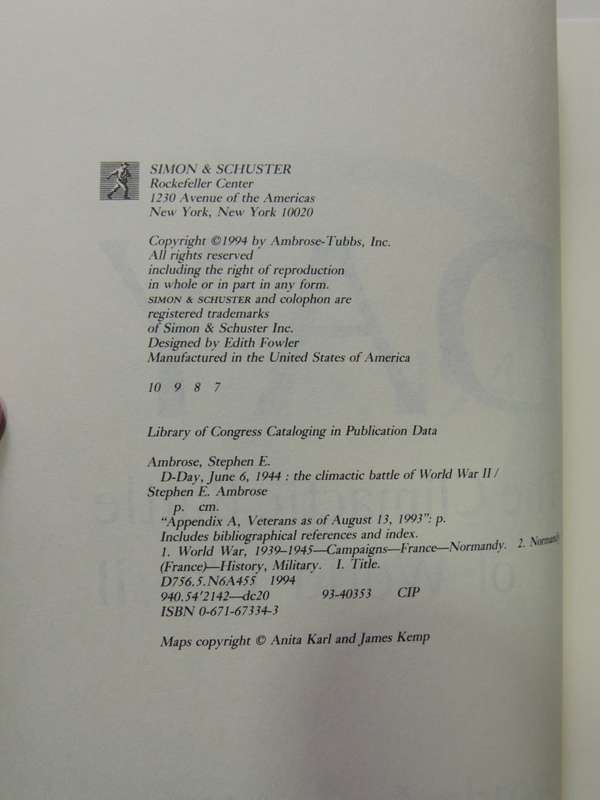 SIMON & SCHUSTER
Rockefeller Center
1230 Avenue of the Americas
New York, New York 10020
Copyright ©1994 by Ambrose-Tubbs, Inc.
All rights reserved
including the right of reproduction
in whole or in part in any form.
SIMON & SCHUSTER and colophon are
registered trademarks
of Simon & Schuster Inc.
Designed by Edith Fowler
Manufactured in the United States of America
10 9 8 7
Library of Congress Cataloging in Publication Data
Ambrose, Stephen E.
D-Day, June 6, 1944 : the climactic battle of World War II /
Stephen E. Ambrose
p. cm.
"Appendix A, Veterans as of August 13, 1993": p.
Includes bibliographical references and index.
1. World War, 1939–1945—Campaigns—France—Normandy. 2. Normandy
(France)—History, Military. I. Title.
D756.5.N6A455 1994
940.54'2142—dc20 93-40353 CIP
ISBN 0-671-67334-3
Maps copyright © Anita Karl and James Kemp